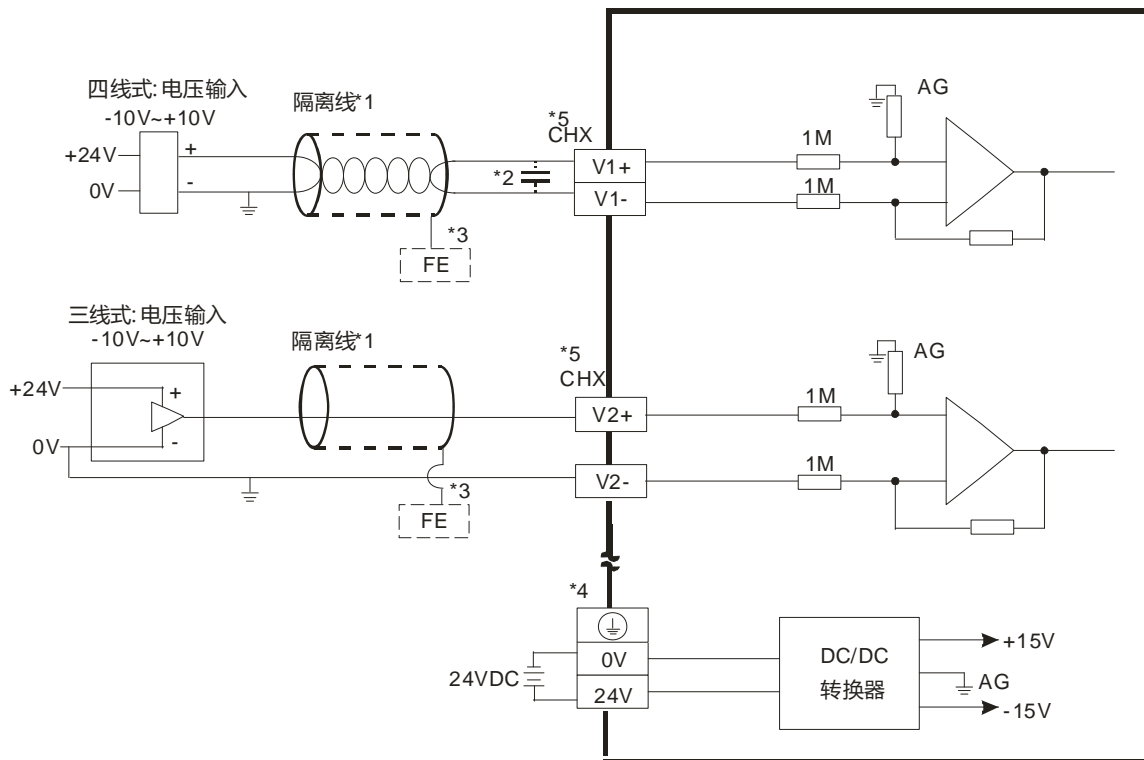 四线式: 电压输入
-10V~+10V
+24V
0V
+
-
隔离线*1
*2
*3
FE
*5
CHX
V1+
V1-
1M
1M
AG
三线式: 电压输入
-10V~+10V
+24V
0V
+
-
隔离线*1
*3
FE
*5
CHX
V2+
V2-
1M
1M
AG
*4
24VDC
0V
24V
DC/DC
转换器
+15V
AG
-15V